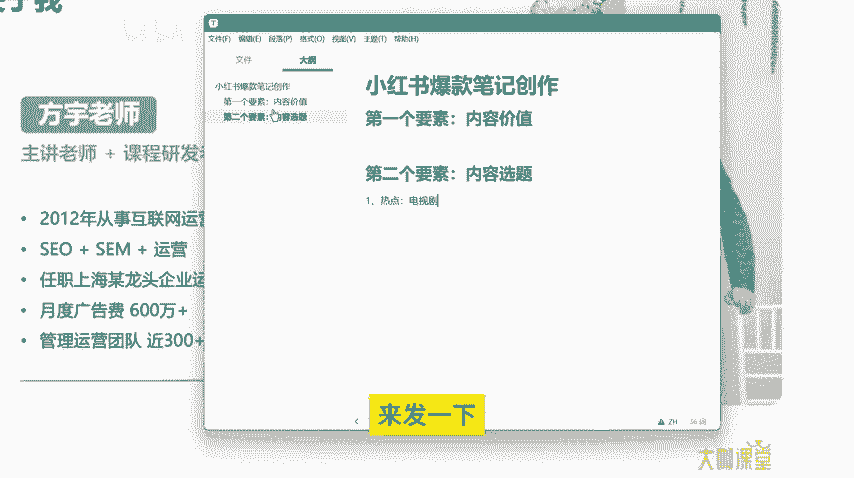 关于我
方宇老师
主讲老师 + 课程研发
• 2012年从事互联网运营
• SEO + SEM + 运营
• 任职上海某龙头企业运
• 月度广告费 600万+
• 管理运营团队 近300+
文件(F) 编辑(E) 段落(P) 格式(O) 视图(V) 主题(T) 帮助(H)
文件 大纲
小红书爆款笔记创作
第一个要素：内容价值
第二个要素：内容选题
小红书爆款笔记创作
第一个要素：内容价值
第二个要素：内容选题
1、热点：电视剧
ZH 56 词
来发一下
大鹏课堂